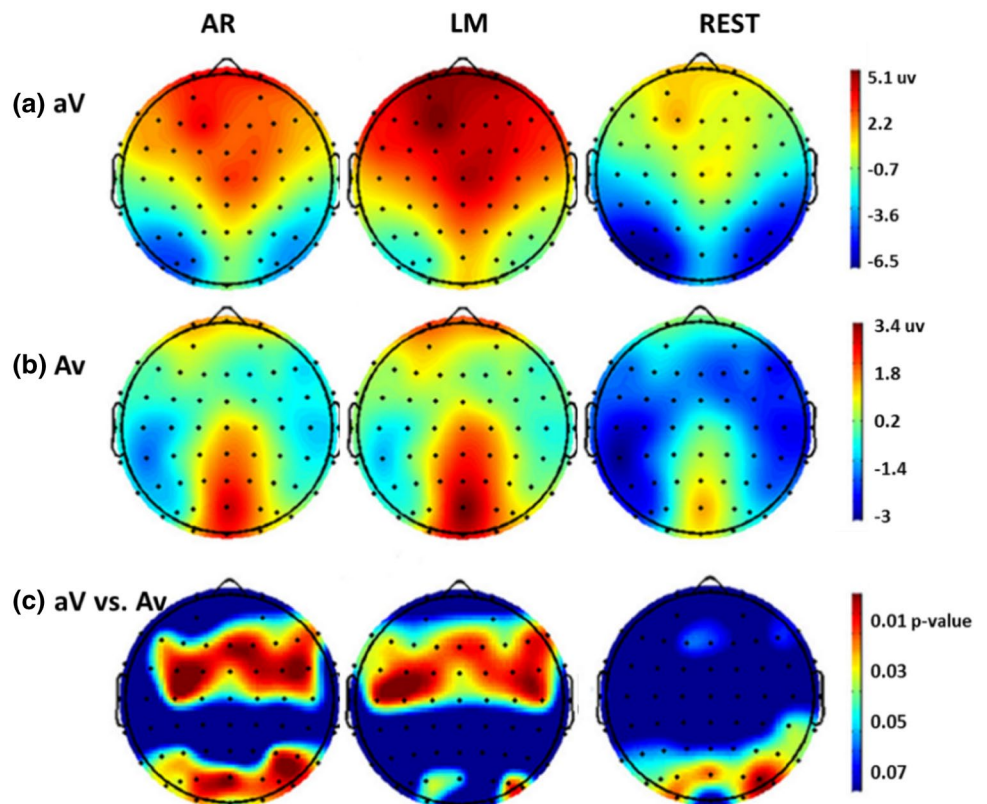 AR LM REST
(a) aV
5.1 uv
2.2
-0.7
-3.6
-6.5
(b) Av
3.4 uv
1.8
0.2
-1.4
-3
(c) aV vs. Av
0.01 p-value
0.03
0.05
0.07